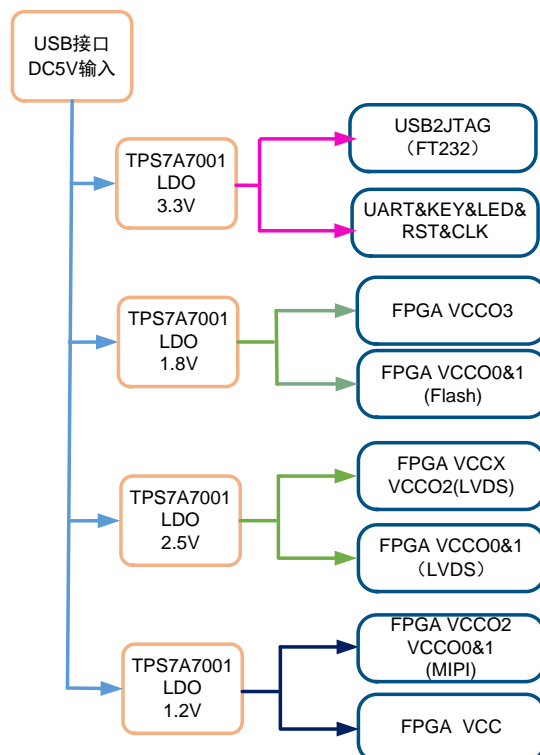 USB接口
DC5V输入
TPS7A7001
LDO
3.3V
USB2JTAG
（FT232）
UART&KEY&LED&
RST&CLK
TPS7A7001
LDO
1.8V
FPGA VCCO3
FPGA VCCO0&1
(Flash)
TPS7A7001
LDO
2.5V
FPGA VCCX
VCCO2(LVDS)
FPGA VCCO0&1
（LVDS）
TPS7A7001
LDO
1.2V
FPGA VCCO2
VCCO0&1
(MIPI)
FPGA VCC